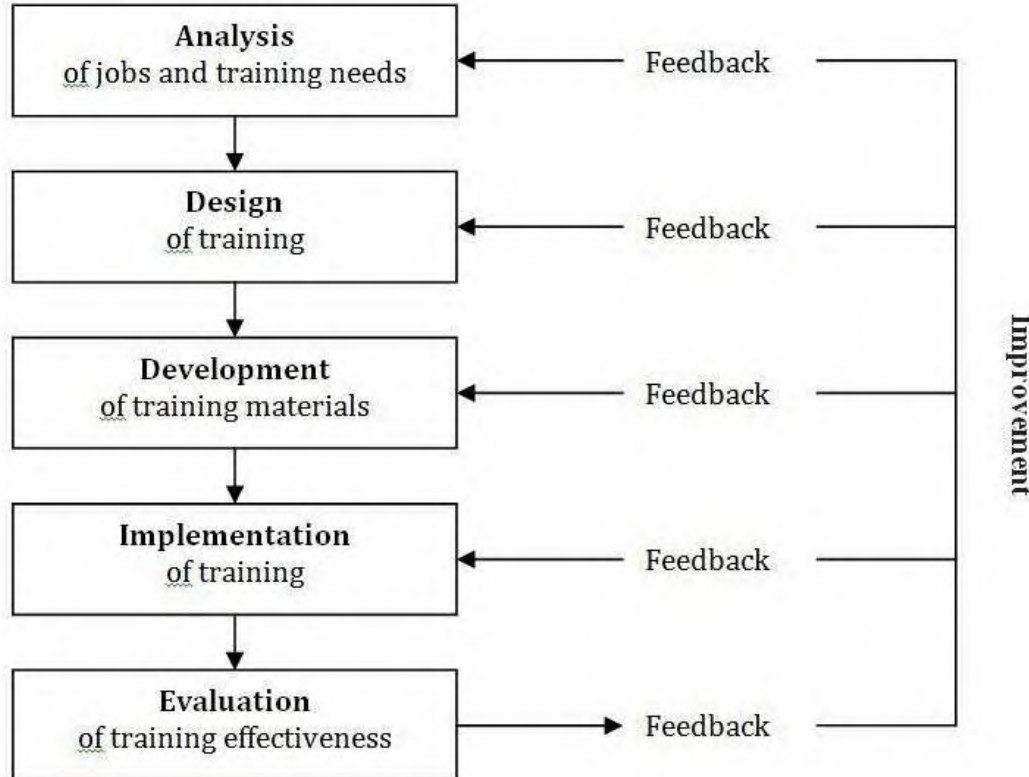 Analysis
of jobs and training needs
Feedback
Design
of training
Feedback
Development
of training materials
Feedback
Implementation
of training
Feedback
Evaluation
of training effectiveness
Feedback
Improvement